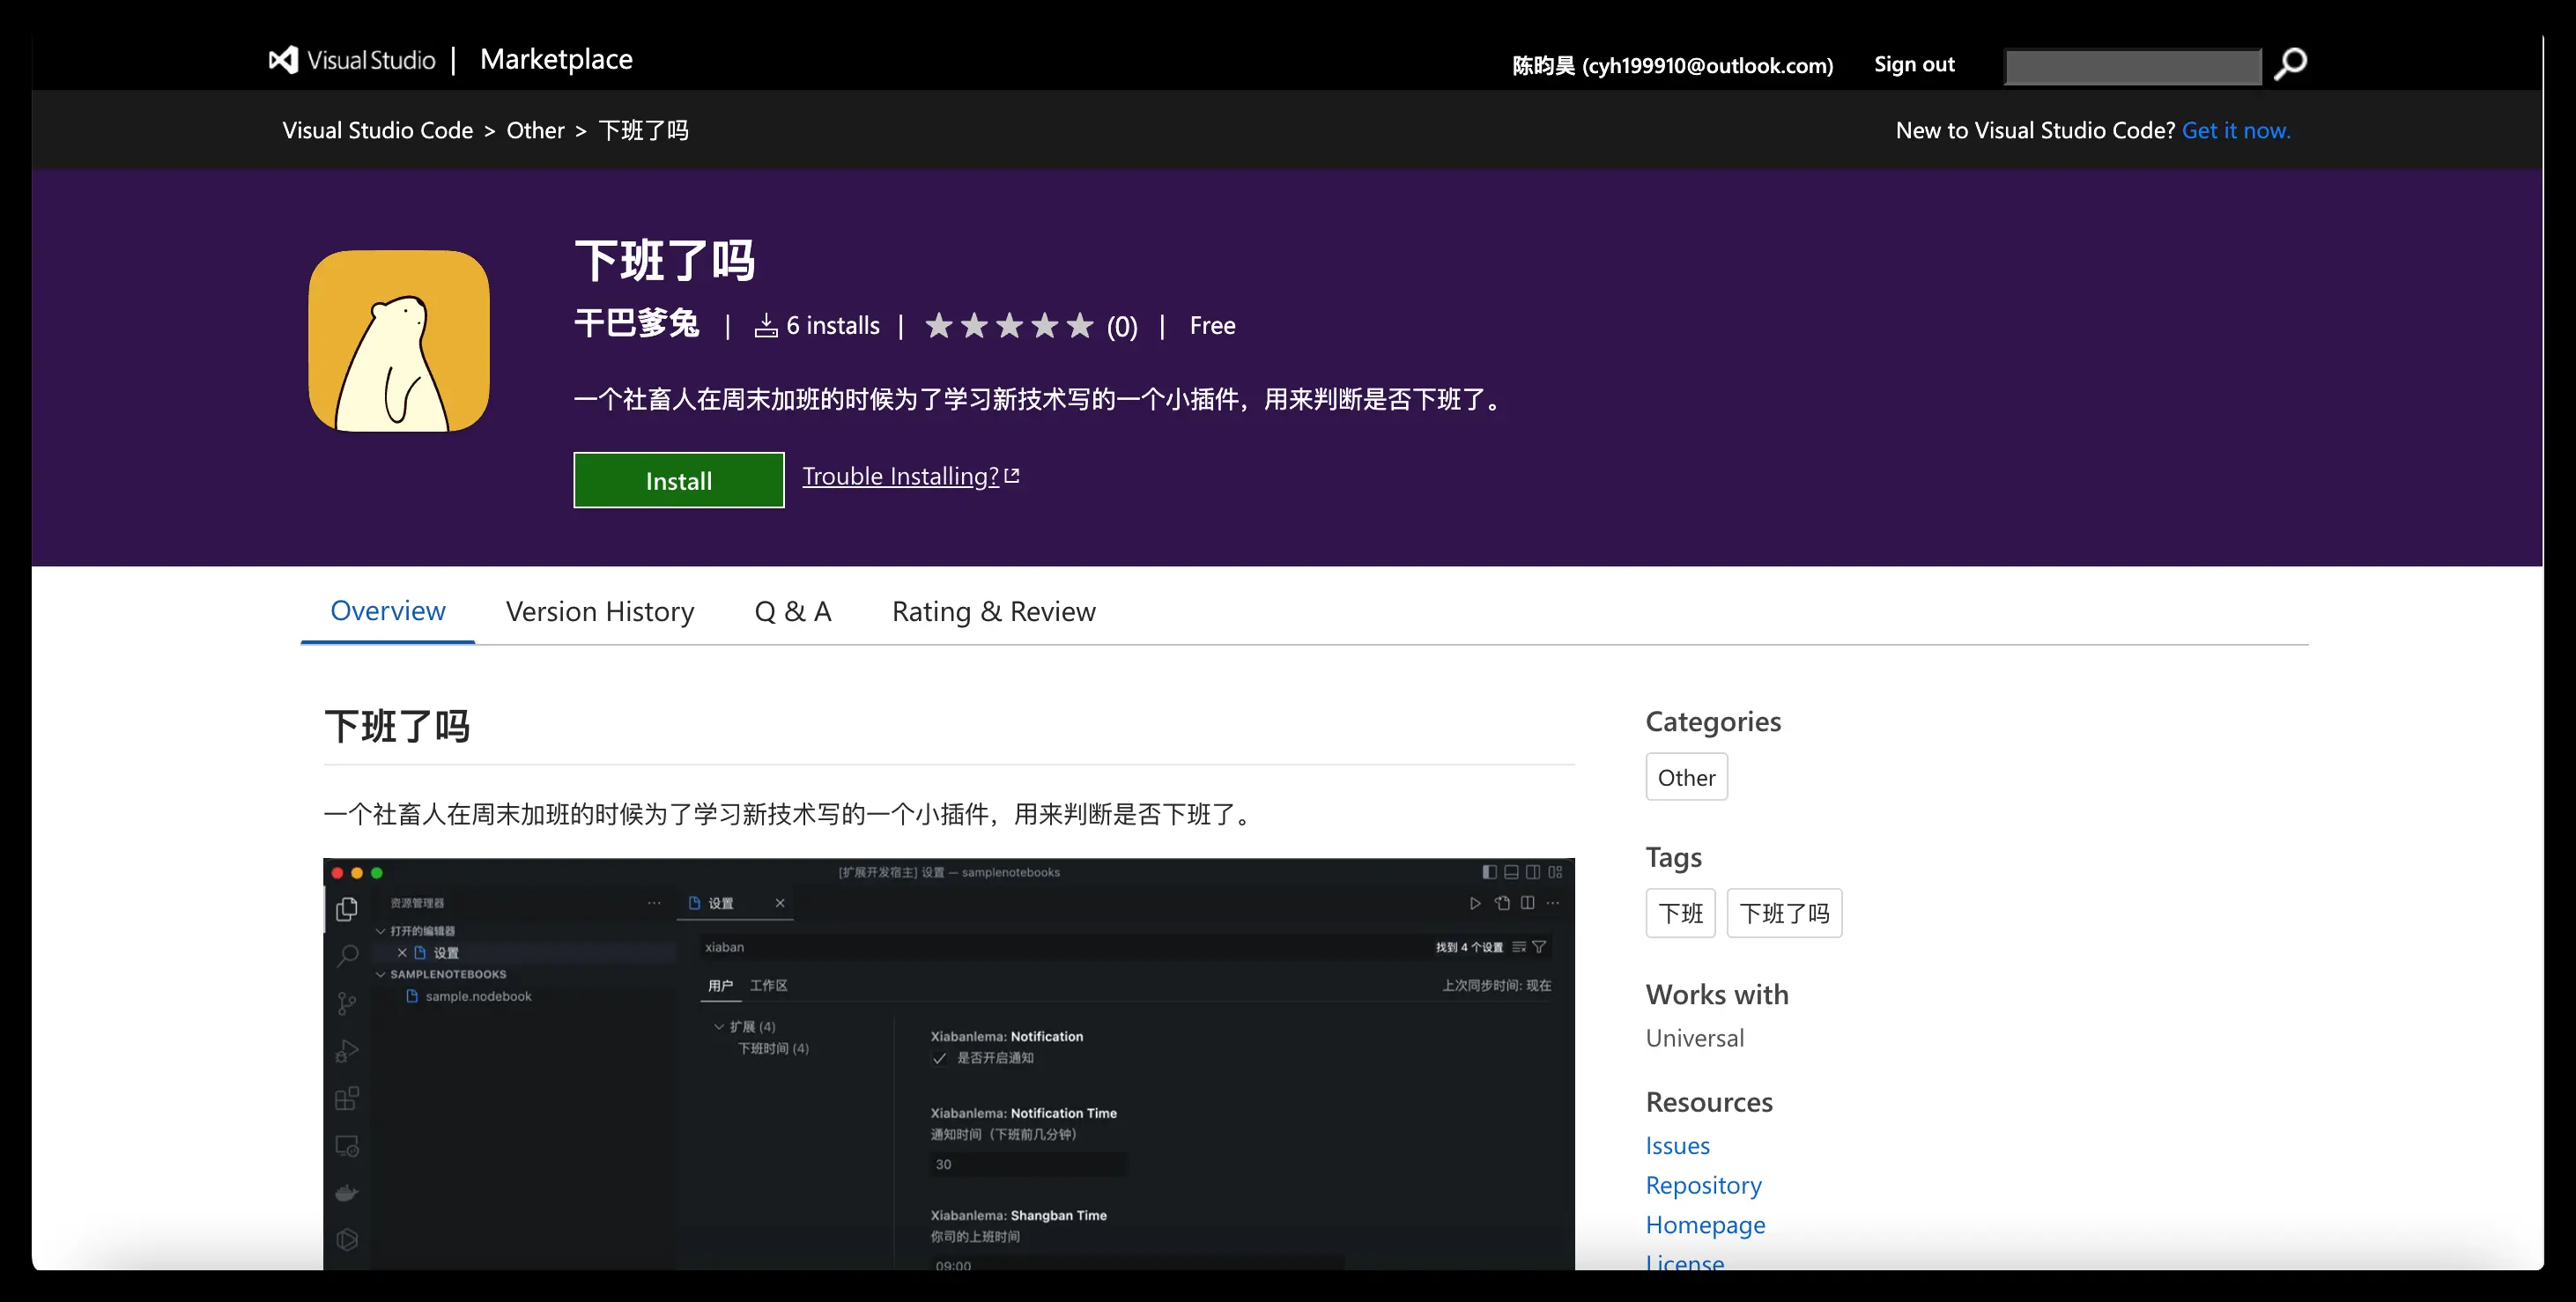 Visual Studio | Marketplace
陈昀昊 (cyh199910@outlook.com) Sign out
Visual Studio Code > Other > 下班了吗
New to Visual Studio Code? Get it now.
下班了吗
干巴爹兔 | 6 installs | (0) | Free
一个社畜人在周末加班的时候为了学习新技术写的一个小插件，用来判断是否下班了。
Install
Trouble Installing?
Overview
Version History
Q & A
Rating & Review
下班了吗
一个社畜人在周末加班的时候为了学习新技术写的一个小插件，用来判断是否下班了。
[扩展开发宿主] 设置 — samplenotebooks
资源管理器
打开的编辑器
设置
SAMPLENOTEBOOKS
sample.nodebook
设置
xiaban
找到 4 个设置
用户 工作区
上次同步时间: 现在
扩展 (4)
下班时间 (4)
Xiabanlema: Notification
是否开启通知
Xiabanlema: Notification Time
通知时间（下班前几分钟）
30
Xiabanlema: Shangban Time
你司的上班时间
09:00
Categories
Other
Tags
下班 下班了吗
Works with
Universal
Resources
Issues
Repository
Homepage
License